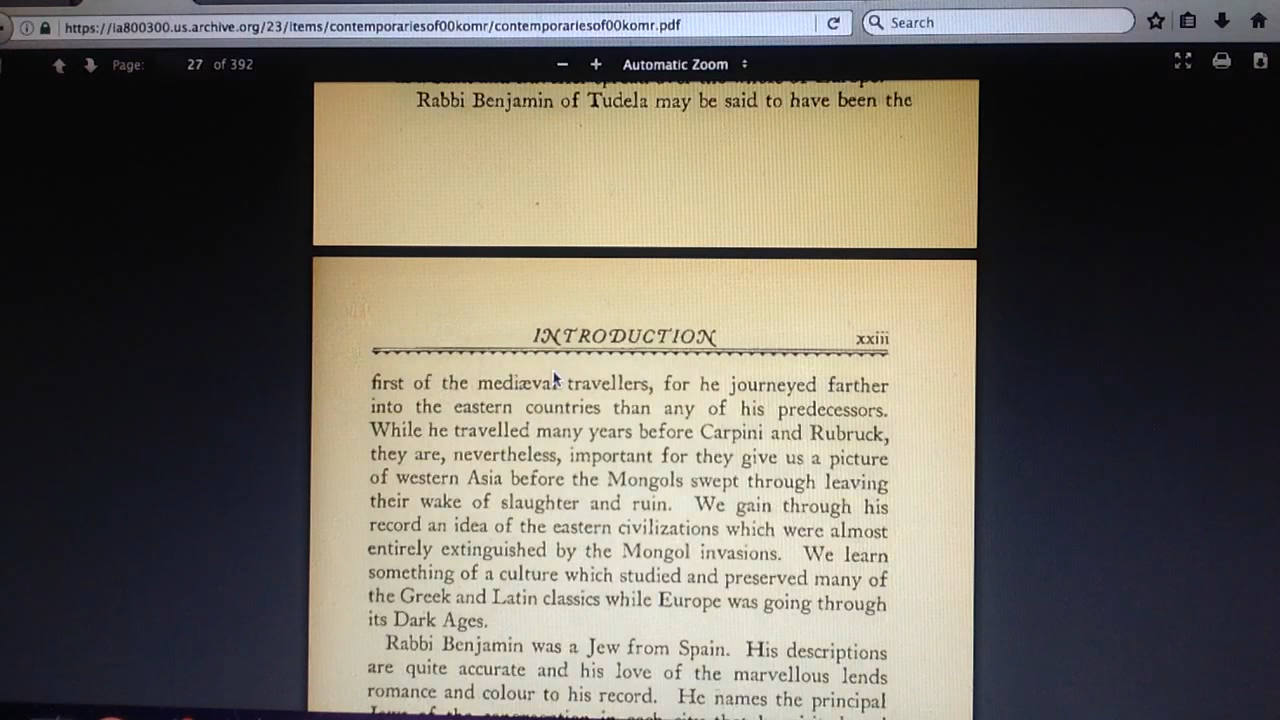 https://ia800300.us.archive.org/23/items/contemporariesof00komr/contemporariesof00komr.pdf
Search
Page: 27 of 392
Automatic Zoom
Rabbi Benjamin of Tudela may be said to have been the
INTRODUCTION xxiii
first of the mediæval travellers, for he journeyed farther
into the eastern countries than any of his predecessors.
While he travelled many years before Carpini and Rubruck,
they are, nevertheless, important for they give us a picture
of western Asia before the Mongols swept through leaving
their wake of slaughter and ruin. We gain through his
record an idea of the eastern civilizations which were almost
entirely extinguished by the Mongol invasions. We learn
something of a culture which studied and preserved many of
the Greek and Latin classics while Europe was going through
its Dark Ages.
Rabbi Benjamin was a Jew from Spain. His descriptions
are quite accurate and his love of the marvellous lends
romance and colour to his record. He names the principal